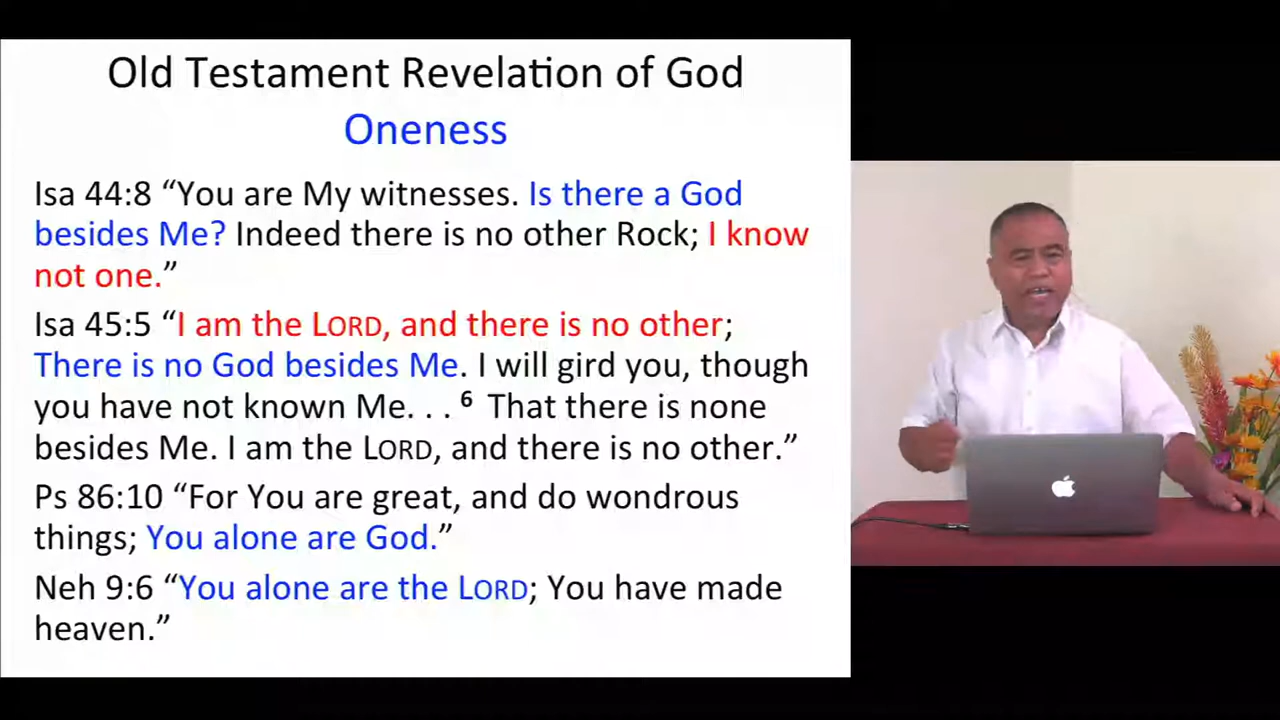 Old Testament Revelation of God
Oneness
Isa 44:8 “You are My witnesses. Is there a God
besides Me? Indeed there is no other Rock; I know
not one.”
Isa 45:5 “I am the LORD, and there is no other;
There is no God besides Me. I will gird you, though
you have not known Me. . . 6 That there is none
besides Me. I am the LORD, and there is no other.”
Ps 86:10 “For You are great, and do wondrous
things; You alone are God.”
Neh 9:6 “You alone are the LORD; You have made
heaven.”